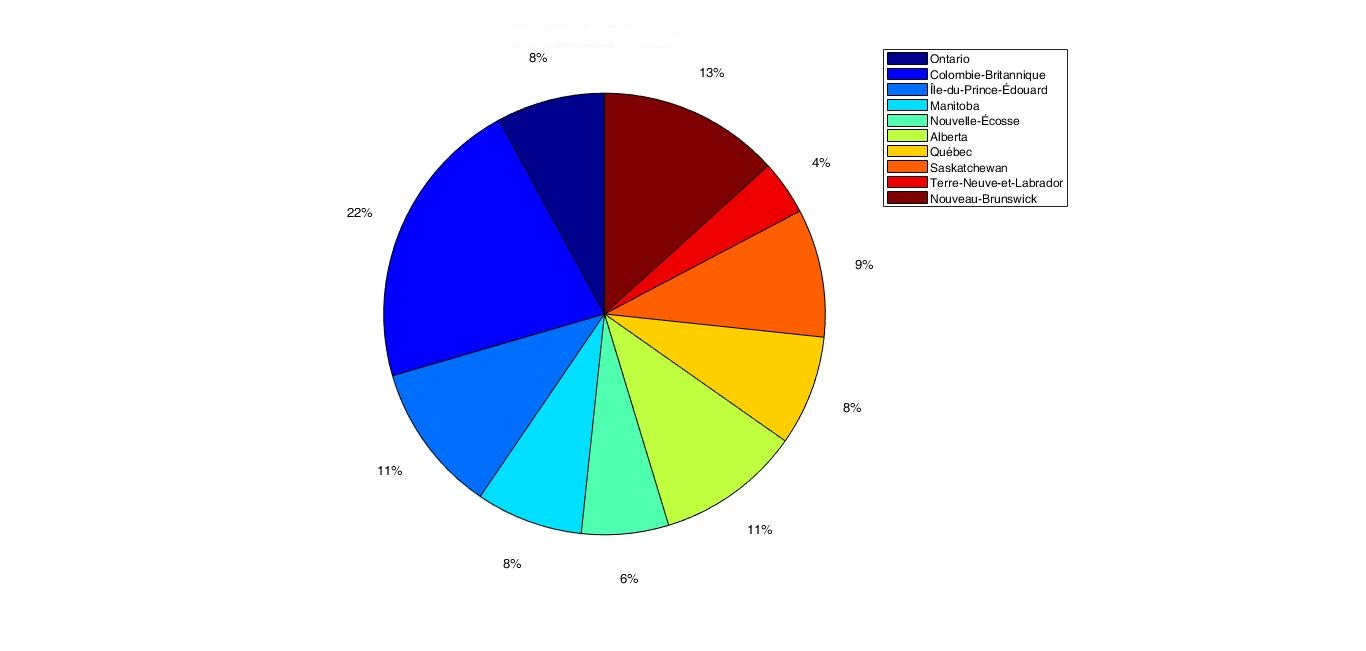 8%
13%
4%
22%
9%
8%
11%
11%
8%
6%
Ontario
Colombie-Britannique
Île-du-Prince-Édouard
Manitoba
Nouvelle-Écosse
Alberta
Québec
Saskatchewan
Terre-Neuve-et-Labrador
Nouveau-Brunswick